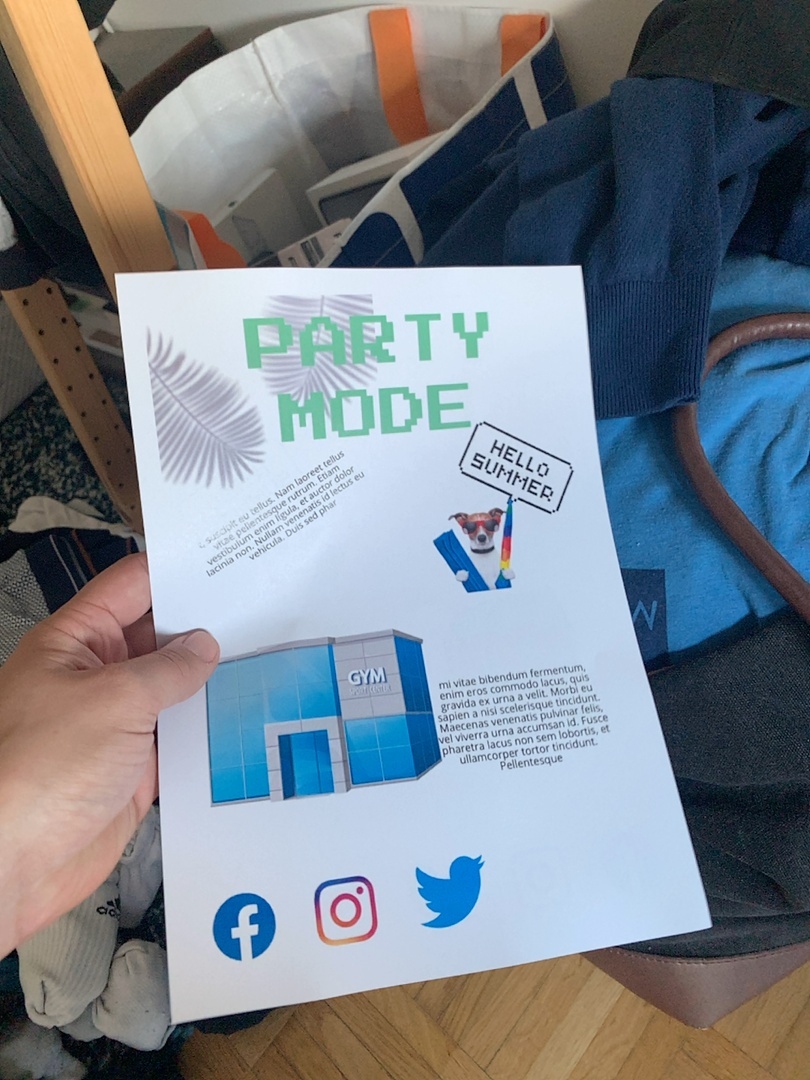 PARTY
MODE
HELLO
SUMMER
suscipit eu tellus. Nam laoreet tellus
vitae pellentesque rutrum. Etiam
vestibulum enim ligula, et auctor dolor
lacinia non. Nullam venenatis id lectus eu
vehicula. Duis sed phar
GYM
mi vitae bibendum fermentum,
enim eros commodo lacus, quis
gravida ex urna a velit. Morbi eu
sapien a nisi scelerisque tincidunt.
Maecenas venenatis pulvinar felis,
vel viverra urna accumsan id. Fusce
pharetra lacus non sem lobortis, et
ullamcorper tortor tincidunt.
Pellentesque